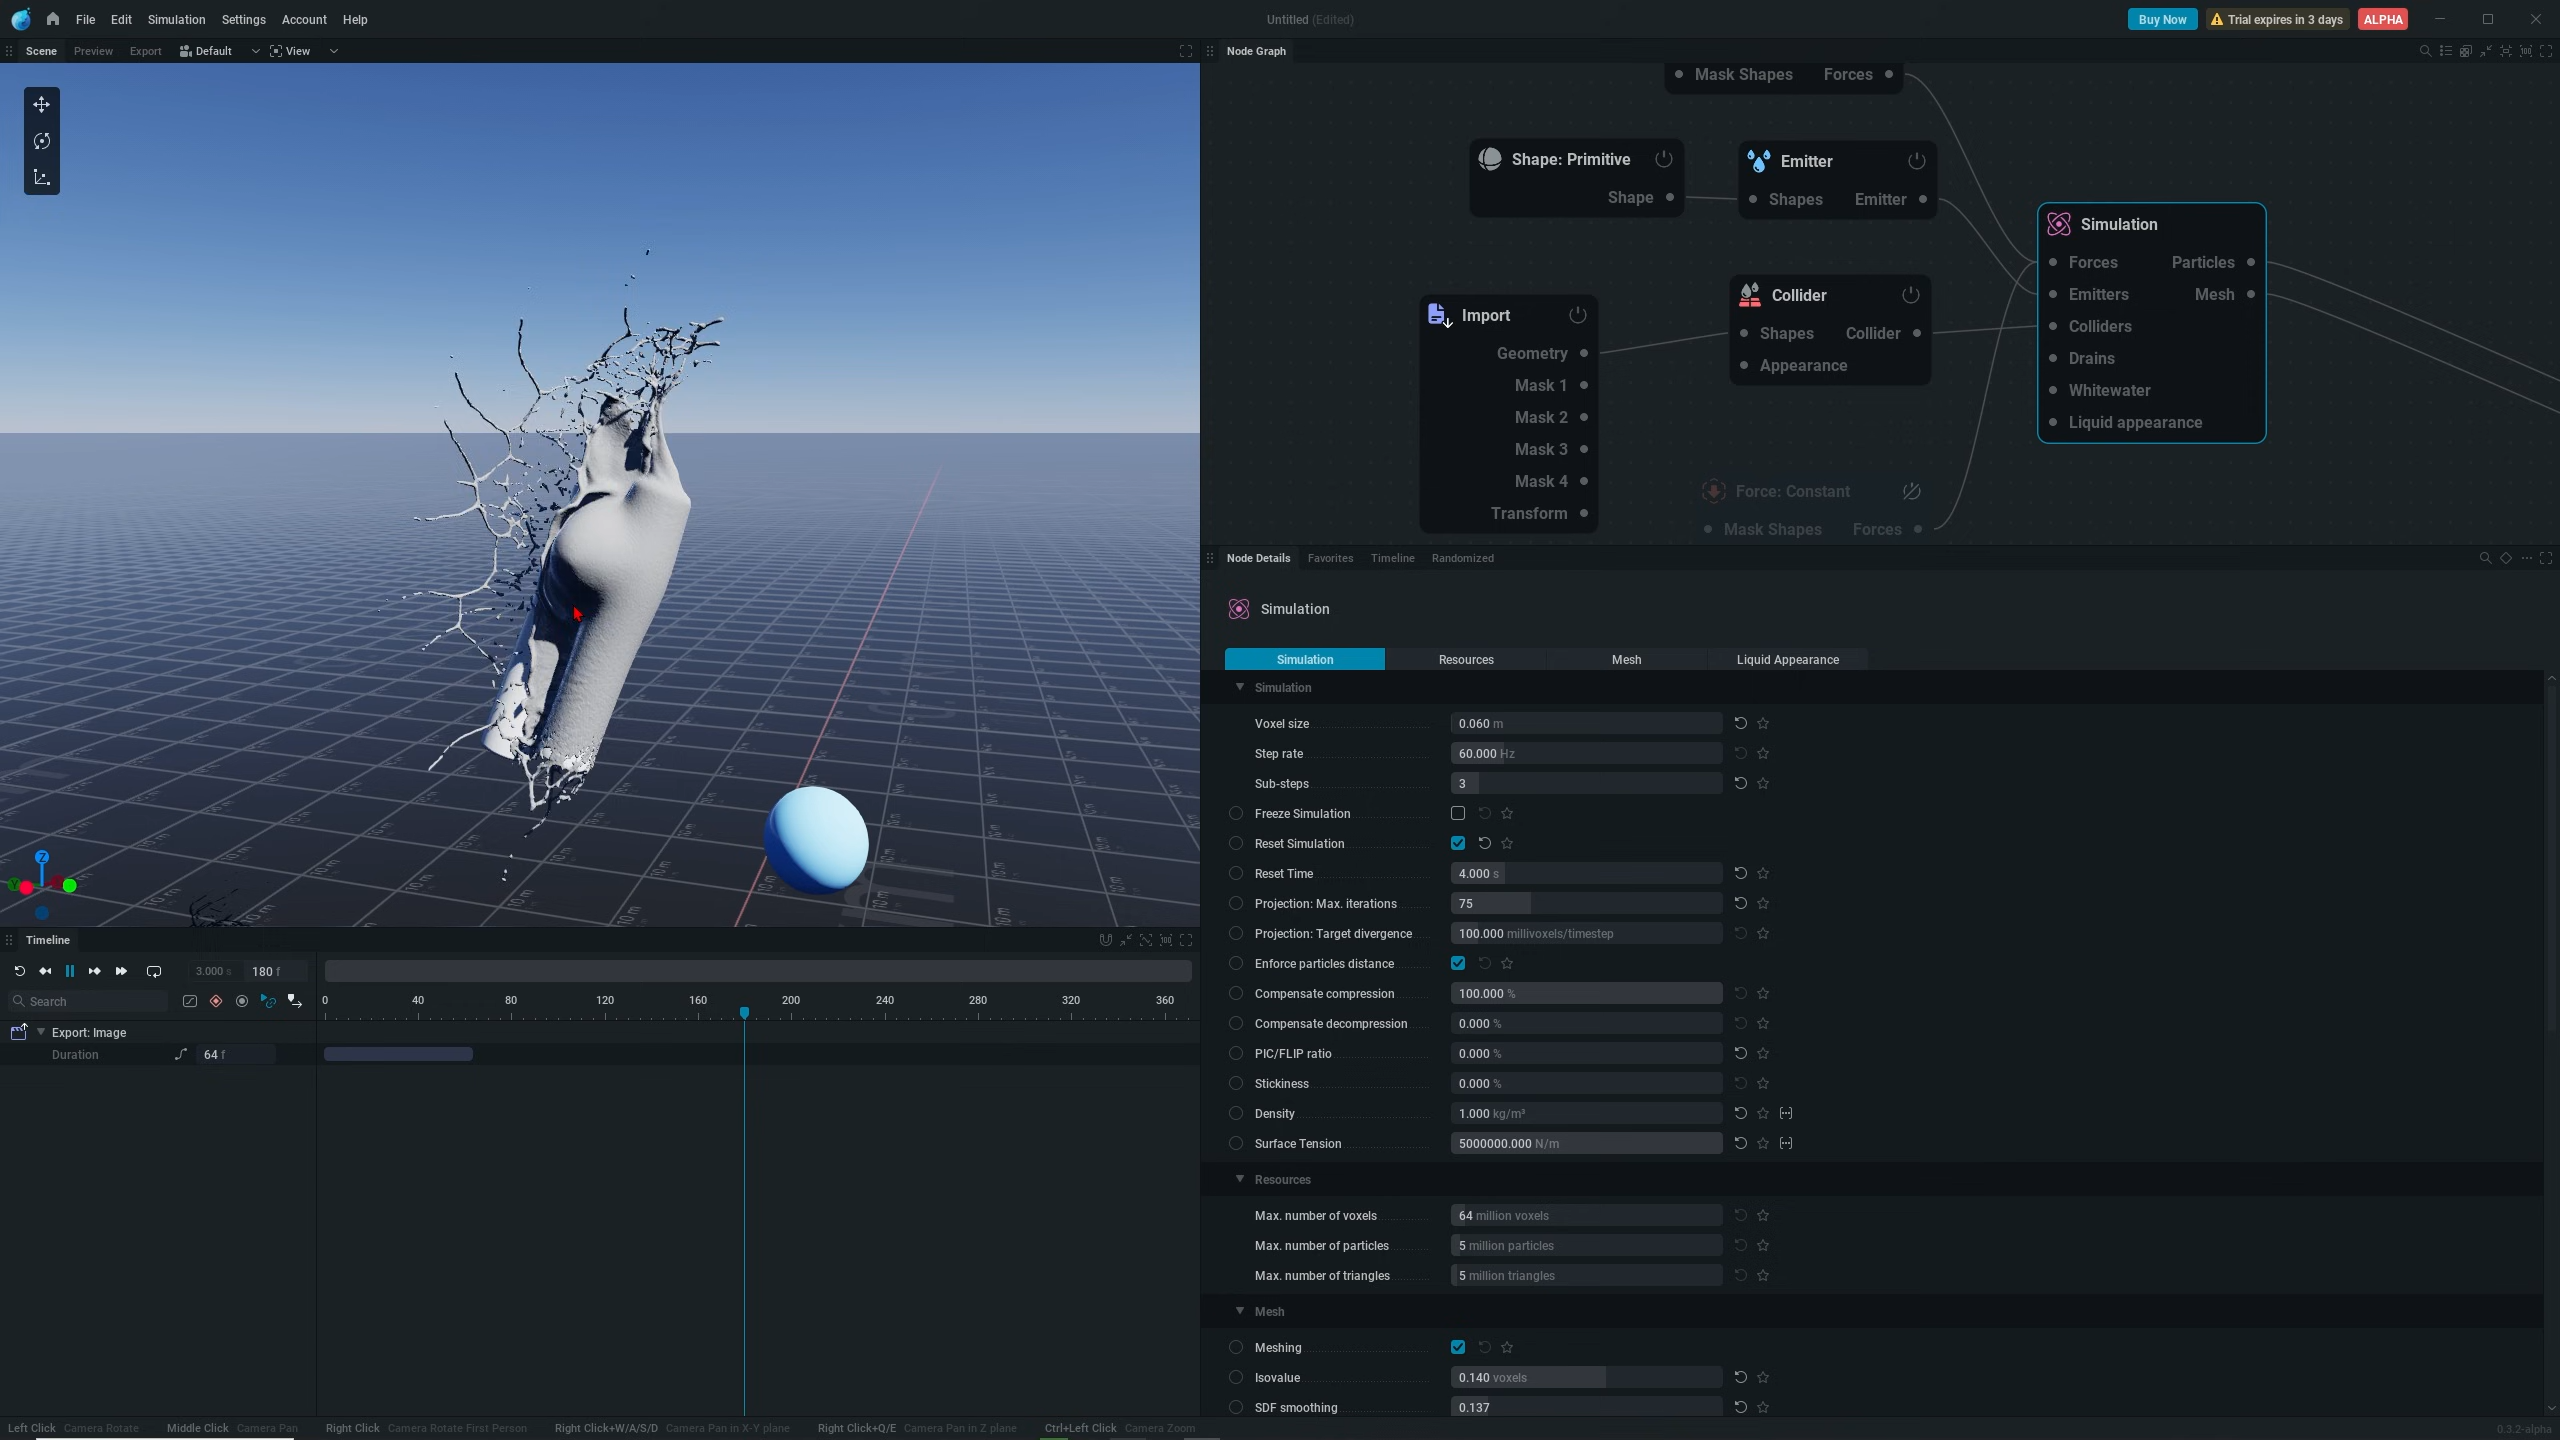 File Edit Simulation Settings Account Help
Untitled (Edited)
Buy Now
Trial expires in 3 days
ALPHA
Scene Preview Export Default View
Node Graph
Mask Shapes Forces
Shape: Primitive
Shape
Emitter
Shapes Emitter
Simulation
Forces Particles
Emitters Mesh
Colliders
Drains
Whitewater
Liquid appearance
Import
Geometry
Mask 1
Mask 2
Mask 3
Mask 4
Transform
Collider
Shapes Collider
Appearance
Force: Constant
Mask Shapes Forces
Z
Node Details Favorites Timeline Randomized
Simulation
Simulation Resources Mesh Liquid Appearance
Simulation
Voxel size 0.060 m
Step rate 60.000 Hz
Sub-steps 3
Freeze Simulation
Reset Simulation
Reset Time 4.000 s
Projection: Max. iterations 75
Projection: Target divergence 100.000 millivoxels/timestep
Enforce particles distance
Compensate compression 100.000 %
Compensate decompression 0.000 %
PIC/FLIP ratio 0.000 %
Stickiness 0.000 %
Density 1.000 kg/m³
Surface Tension 5000000.000 N/m
Resources
Max. number of voxels 64 million voxels
Max. number of particles 5 million particles
Max. number of triangles 5 million triangles
Mesh
Meshing
Isovalue 0.140 voxels
SDF smoothing 0.137
Timeline
3.000 s 180 f
Search
0 40 80 120 160 200 240 280 320 360
Export: Image
Duration 64 f
Left Click Camera Rotate Middle Click Camera Pan Right Click Camera Rotate First Person Right Click+W/A/S/D Camera Pan in X-Y plane Right Click+Q/E Camera Pan in Z plane Ctrl+Left Click Camera Zoom
0.3.2-alpha